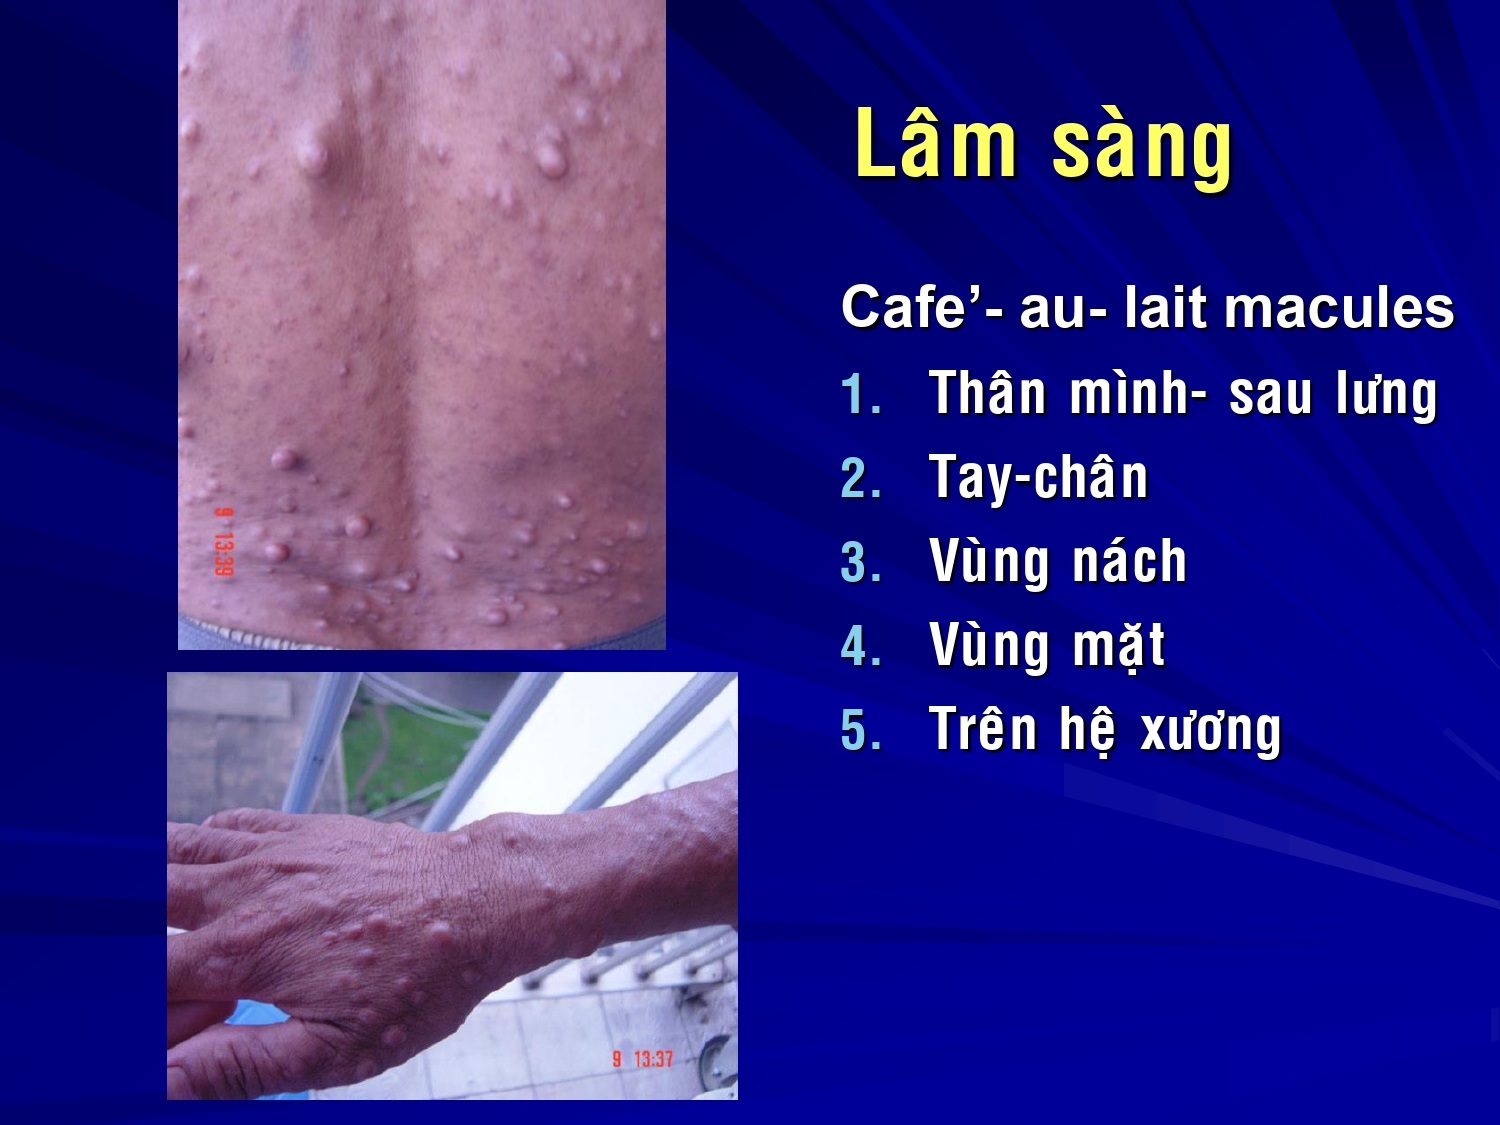 Lâm sàng
Cafe’- au- lait macules
1. Thân mình- sau lưng
2. Tay-chân
3. Vùng nách
4. Vùng mặt
5. Trên hệ xương
9 13:39
9 13:37